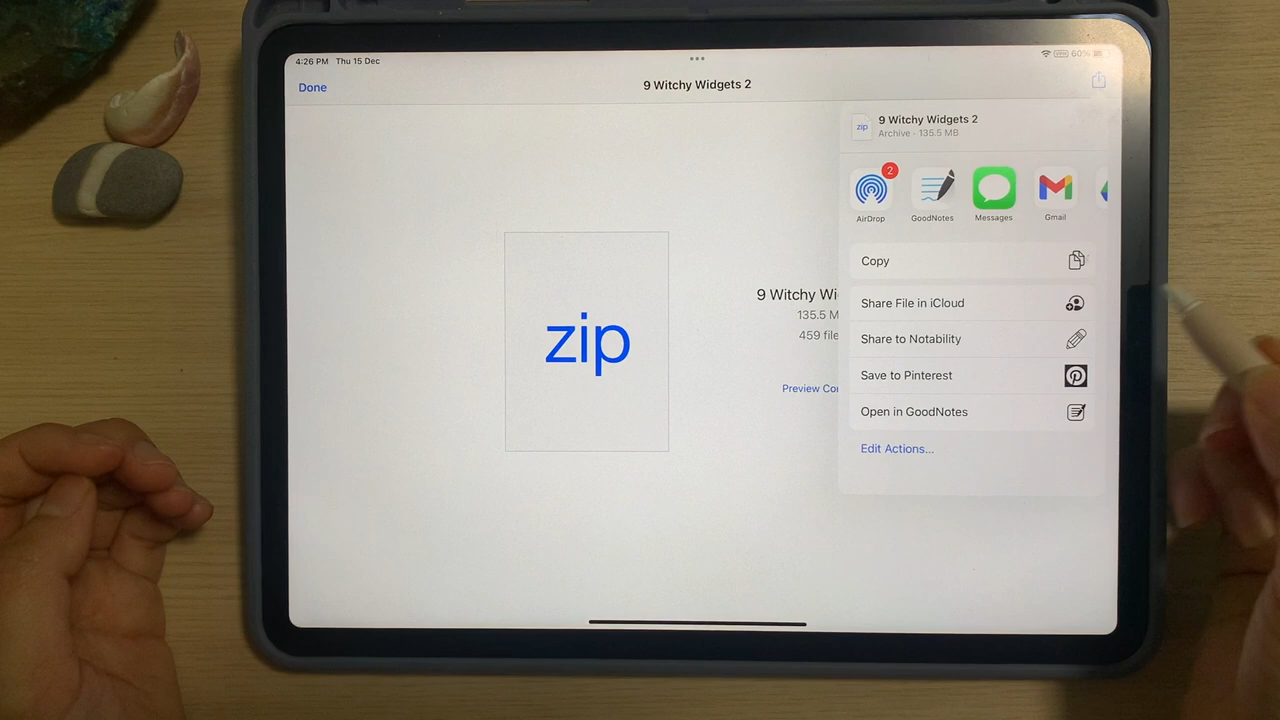 4:26 PM Thu 15 Dec
VPN 60%
Done
9 Witchy Widgets 2
zip
9 Witchy Widgets 2
Archive · 135.5 MB
2
AirDrop
GoodNotes
Messages
Gmail
Copy
zip
9 Witchy Wi
135.5 M
459 file
Preview Co
Share File in iCloud
Share to Notability
Save to Pinterest
Open in GoodNotes
Edit Actions...